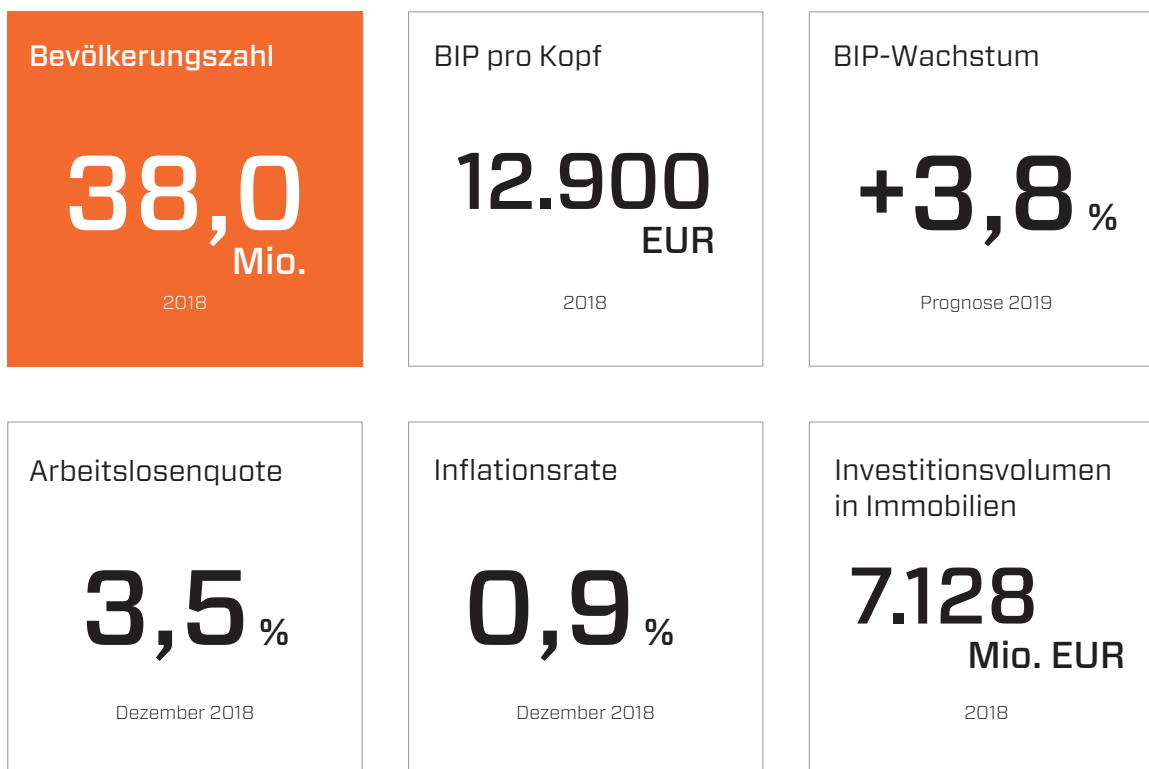 Bevölkerungszahl
38,0
Mio.
2018
BIP pro Kopf
12.900
EUR
2018
BIP-Wachstum
+3,8 %
Prognose 2019
Arbeitslosenquote
3,5 %
Dezember 2018
Inflationsrate
0,9 %
Dezember 2018
Investitionsvolumen
in Immobilien
7.128
Mio. EUR
2018